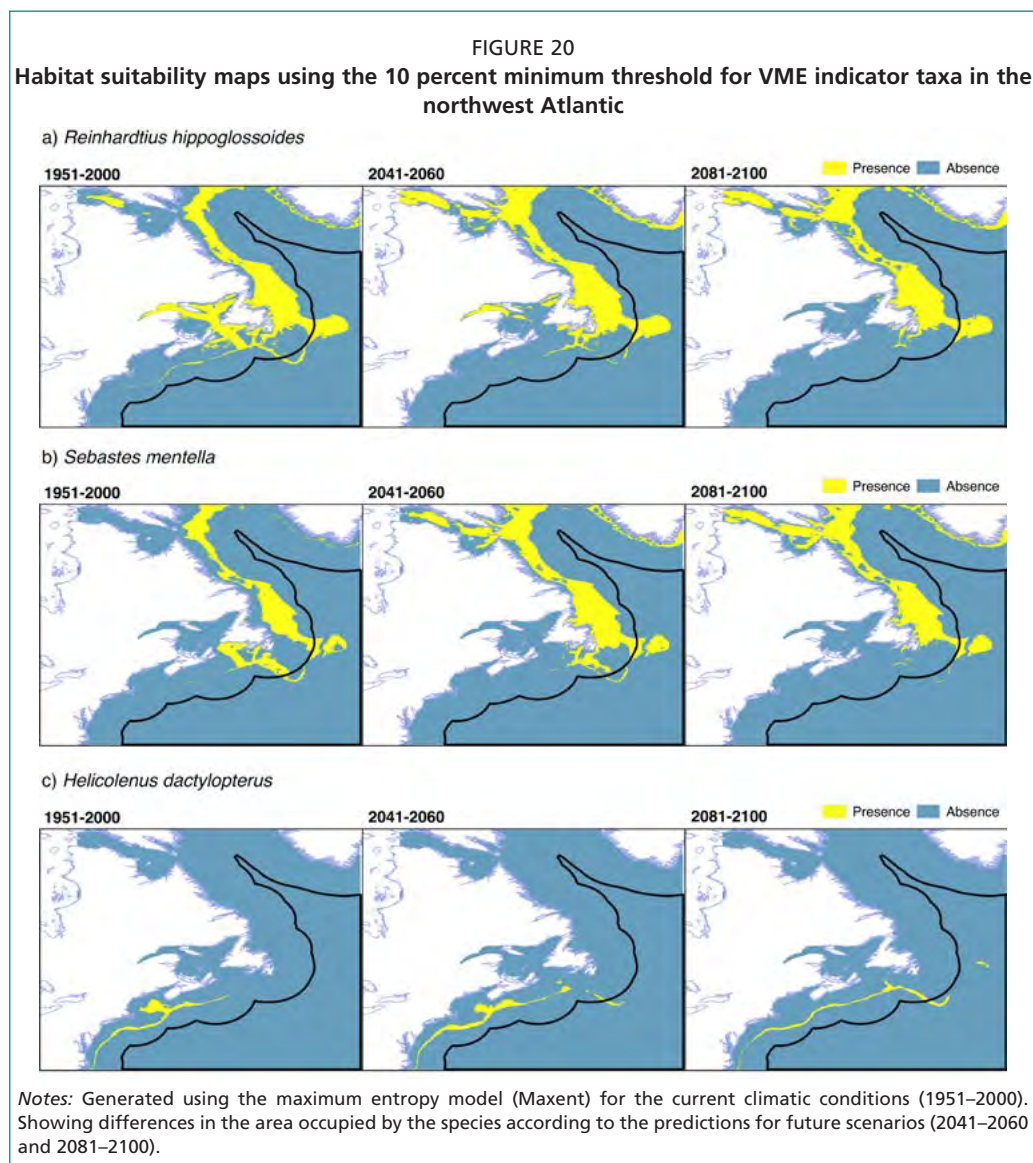 FIGURE 20
Habitat suitability maps using the 10 percent minimum threshold for VME indicator taxa in the
northwest Atlantic
a) Reinhardtius hippoglossoides
1951-2000
2041-2060
2081-2100
Presence Absence
b) Sebastes mentella
1951-2000
2041-2060
2081-2100
Presence Absence
c) Helicolenus dactylopterus
1951-2000
2041-2060
2081-2100
Presence Absence
Notes: Generated using the maximum entropy model (Maxent) for the current climatic conditions (1951–2000).
Showing differences in the area occupied by the species according to the predictions for future scenarios (2041–2060
and 2081–2100).